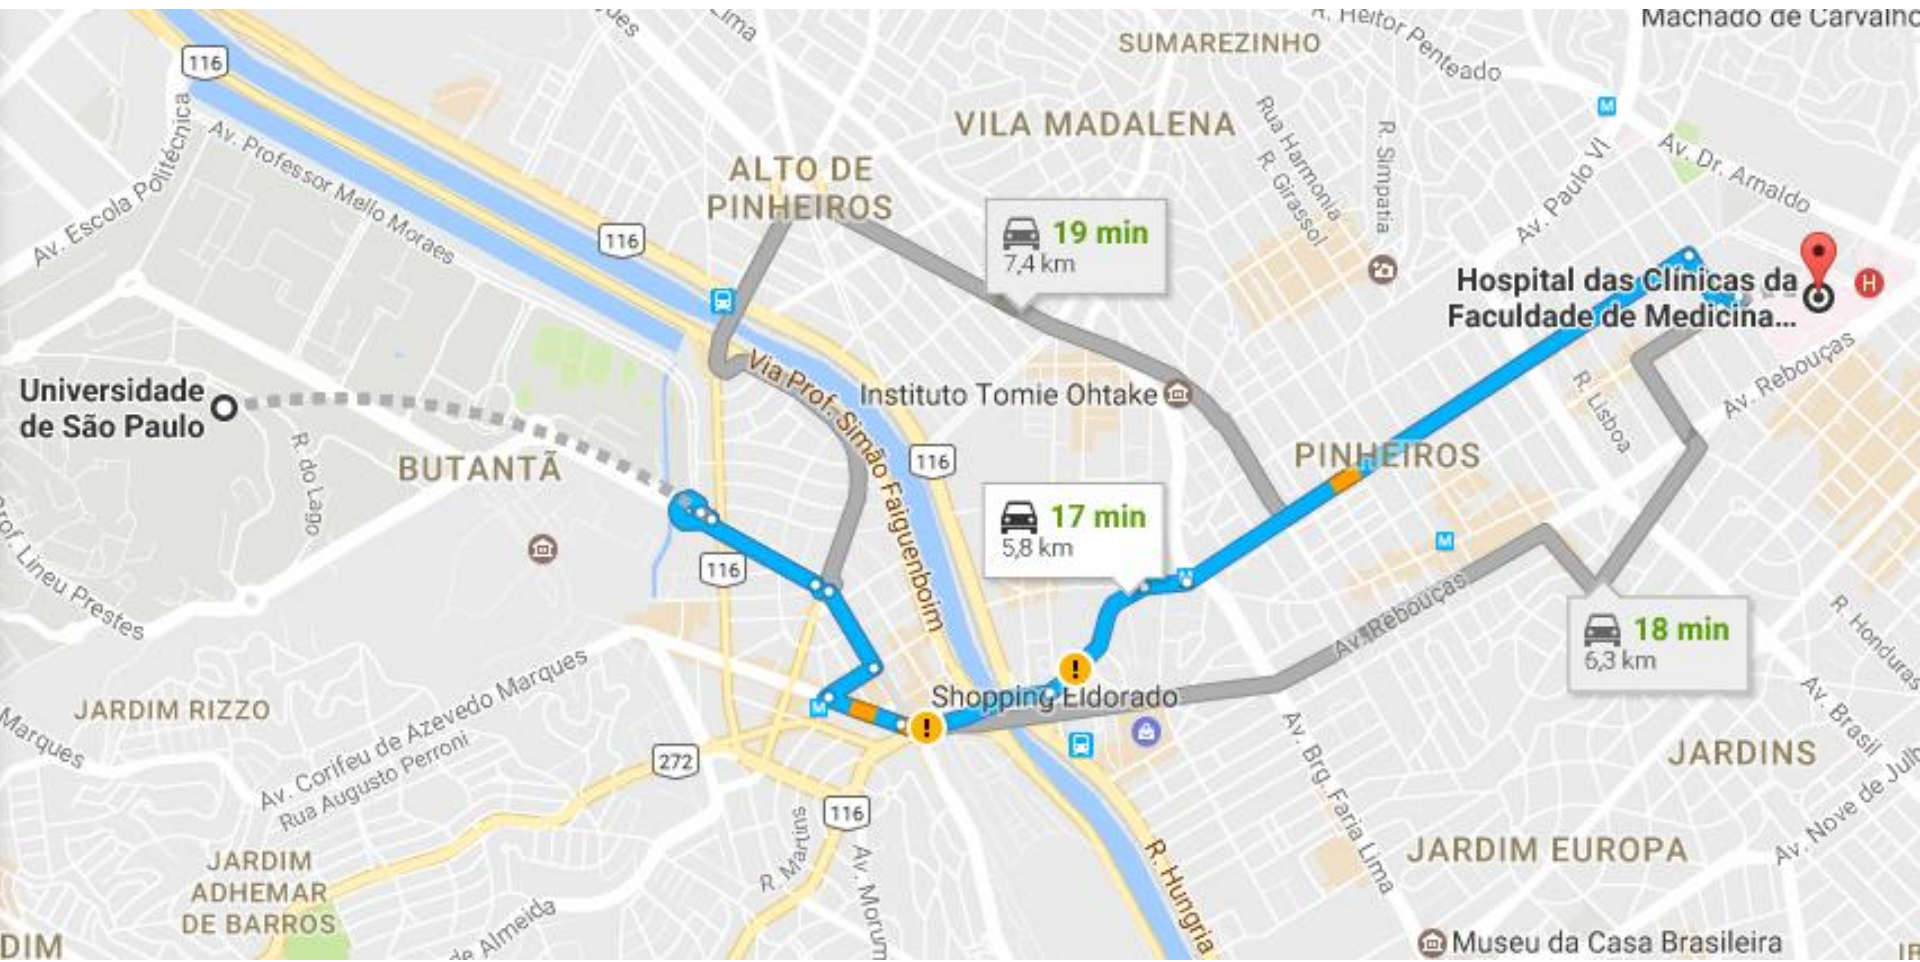 Machado de Carvalho
R. Heitor Penteado
SUMAREZINHO
116
Av. Escola Politécnica
Av. Professor Mello Moraes
VILA MADALENA
Rua Harmonia
R. Girassol
R. Simpatia
M
Av. Paulo VI
Av. Dr. Arnaldo
ALTO DE
PINHEIROS
116
19 min
7,4 km
Hospital das Clínicas da
Faculdade de Medicina...
H
Av. Rebouças
R. Lisboa
Via Prof. Simão Faiguenboim
Instituto Tomie Ohtake
Universidade
de São Paulo
R. do Lago
BUTANTÃ
116
PINHEIROS
17 min
5,8 km
M
116
Prof. Lineu Prestes
Av. Rebouças
18 min
6,3 km
R. Honduras
Av. Corifeu de Azevedo Marques
Rua Augusto Perroni
JARDIM RIZZO
Marques
M
!
!
Shopping Eldorado
272
116
R. Martins
Av. Morum
Av. Brg. Faria Lima
Av. Brasil
JARDINS
Av. Nove de Julh
JARDIM EUROPA
R. Hungria
JARDIM
ADHEMAR
DE BARROS
DIM
de Almeida
Museu da Casa Brasileira